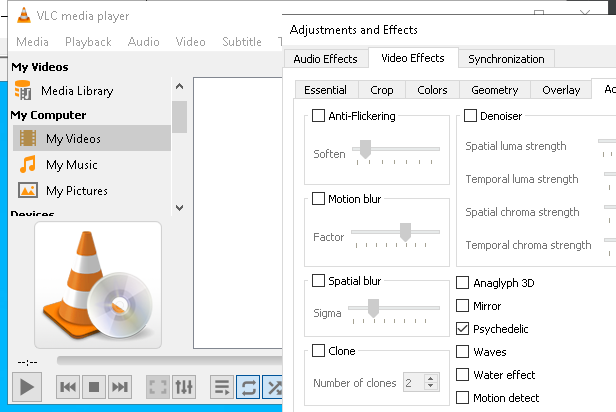 VLC media player
Media Playback Audio Video Subtitle
My Videos
Media Library
My Computer
My Videos
My Music
My Pictures
Devices
--:--
Adjustments and Effects
Audio Effects Video Effects Synchronization
Essential Crop Colors Geometry Overlay
Anti-Flickering
Soften
Motion blur
Factor
Spatial blur
Sigma
Clone
Number of clones 2
Denoiser
Spatial luma strength
Temporal luma strength
Spatial chroma strength
Temporal chroma strength
Anaglyph 3D
Mirror
Psychedelic
Waves
Water effect
Motion detect